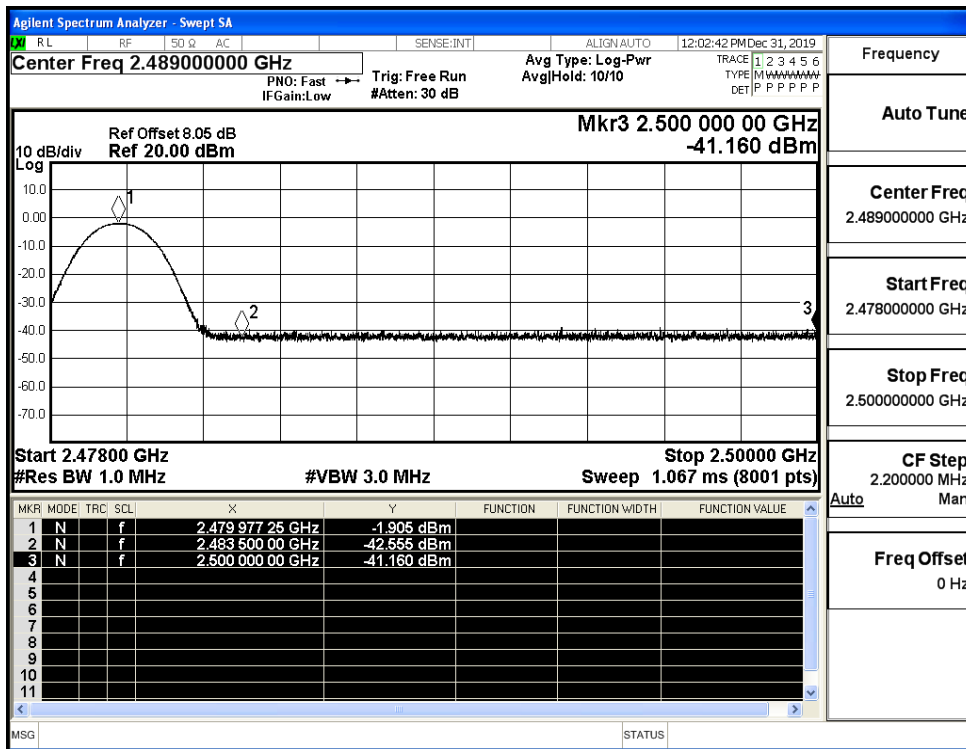 Agilent Spectrum Analyzer - Swept SA
LXI RL RF 50 Ω AC SENSE:INT ALIGN AUTO 12:02:42 PM Dec 31, 2019
Center Freq 2.489000000 GHz
PNO: Fast
IFGain:Low
Trig: Free Run
#Atten: 30 dB
Avg Type: Log-Pwr
Avg|Hold: 10/10
TRACE 1 2 3 4 5 6
TYPE M W W W W W
DET P P P P P P
Ref Offset 8.05 dB
10 dB/div Ref 20.00 dBm
Log
Mkr3 2.500 000 00 GHz
-41.160 dBm
10.0
0.00
-10.0
-20.0
-30.0
-40.0
-50.0
-60.0
-70.0
1
2
3
Start 2.47800 GHz Stop 2.50000 GHz
#Res BW 1.0 MHz #VBW 3.0 MHz Sweep 1.067 ms (8001 pts)
MKR MODE TRC SCL X Y FUNCTION FUNCTION WIDTH FUNCTION VALUE
1 N f 2.479 977 25 GHz -1.905 dBm
2 N f 2.483 500 00 GHz -42.555 dBm
3 N f 2.500 000 00 GHz -41.160 dBm
4
5
6
7
8
9
10
11
MSG STATUS
Frequency
Auto Tune
Center Freq
2.489000000 GHz
Start Freq
2.478000000 GHz
Stop Freq
2.500000000 GHz
CF Step
2.200000 MHz
Auto Man
Freq Offset
0 Hz